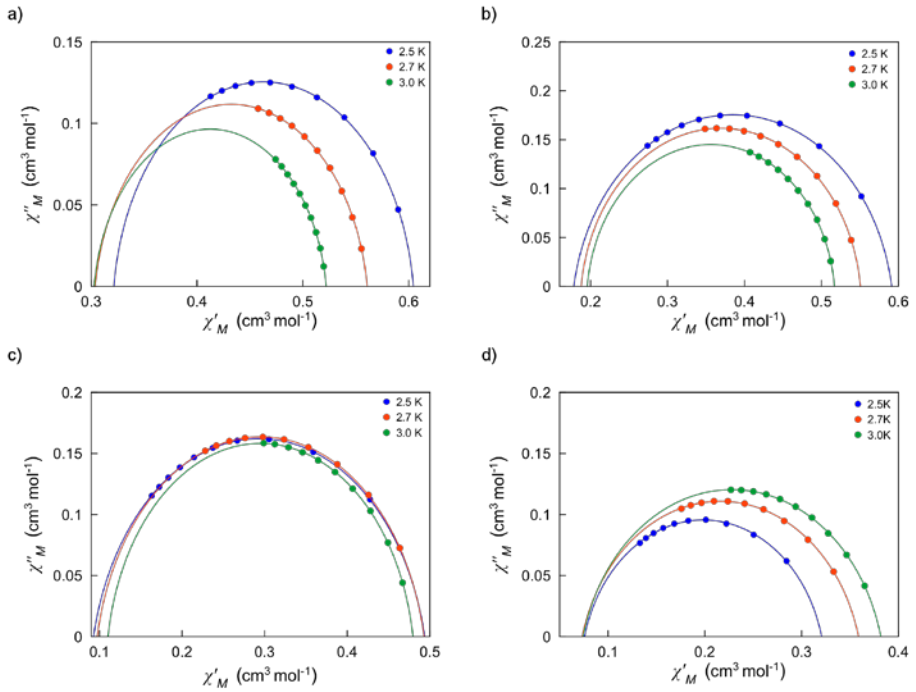 a)
0.15
0.1
0.05
0
0.3
0.4
0.5
0.6
χ″M (cm³ mol⁻¹)
χ′M (cm³ mol⁻¹)
2.5 K
2.7 K
3.0 K
b)
0.25
0.2
0.15
0.1
0.05
0
0.2
0.3
0.4
0.5
0.6
χ″M (cm³ mol⁻¹)
χ′M (cm³ mol⁻¹)
2.5 K
2.7 K
3.0 K
c)
0.2
0.15
0.1
0.05
0
0.1
0.2
0.3
0.4
0.5
χ″M (cm³ mol⁻¹)
χ′M (cm³ mol⁻¹)
2.5 K
2.7 K
3.0 K
d)
0.2
0.15
0.1
0.05
0
0.1
0.2
0.3
0.4
χ″M (cm³ mol⁻¹)
χ′M (cm³ mol⁻¹)
2.5K
2.7K
3.0K